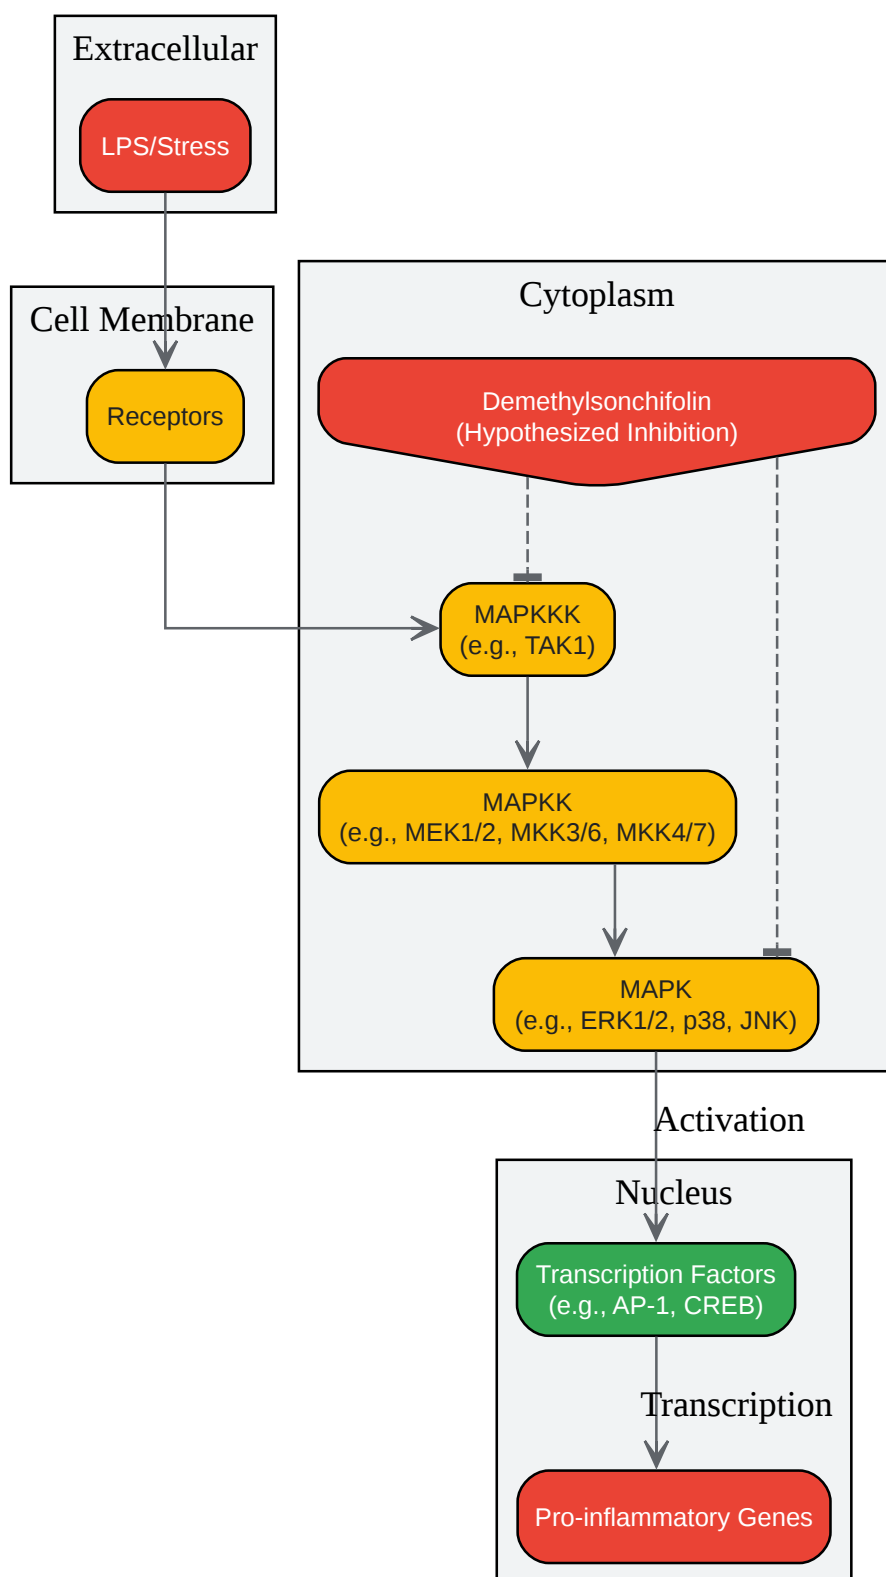 Extracellular
LPS/Stress
Cell Membrane
Receptors
Cytoplasm
Demethylsonchifolin
(Hypothesized Inhibition)
MAPKKK
(e.g., TAK1)
MAPKK
(e.g., MEK1/2, MKK3/6, MKK4/7)
MAPK
(e.g., ERK1/2, p38, JNK)
Activation
Nucleus
Transcription Factors
(e.g., AP-1, CREB)
Transcription
Pro-inflammatory Genes